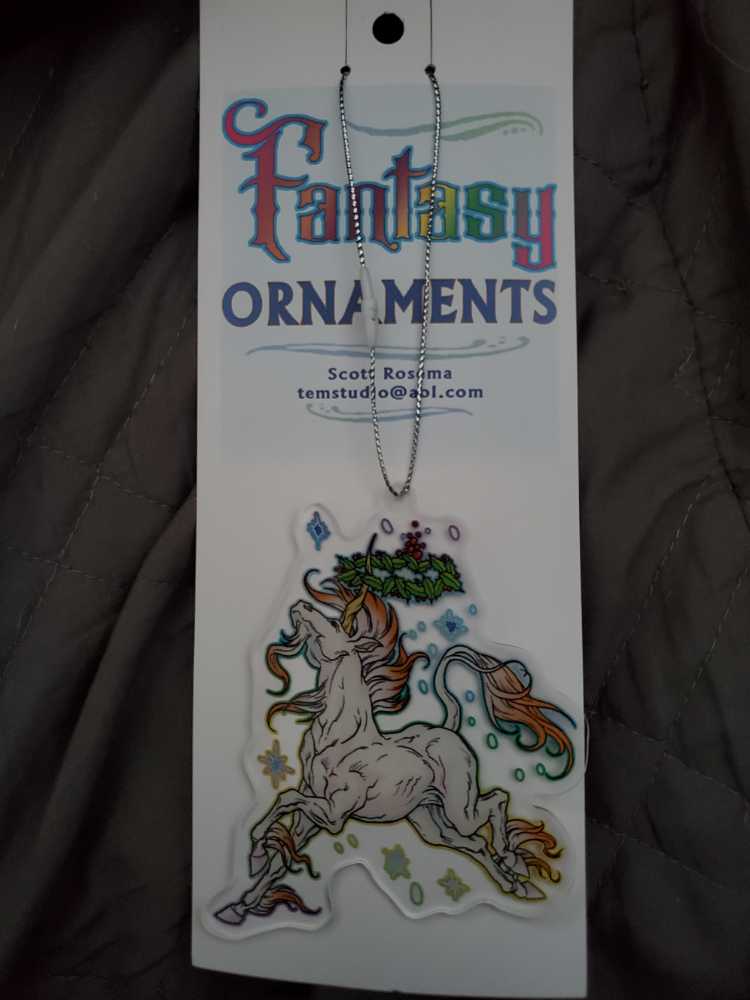 Fantasy
ORNAMENTS
Scott Rosema
temstudio@aol.com